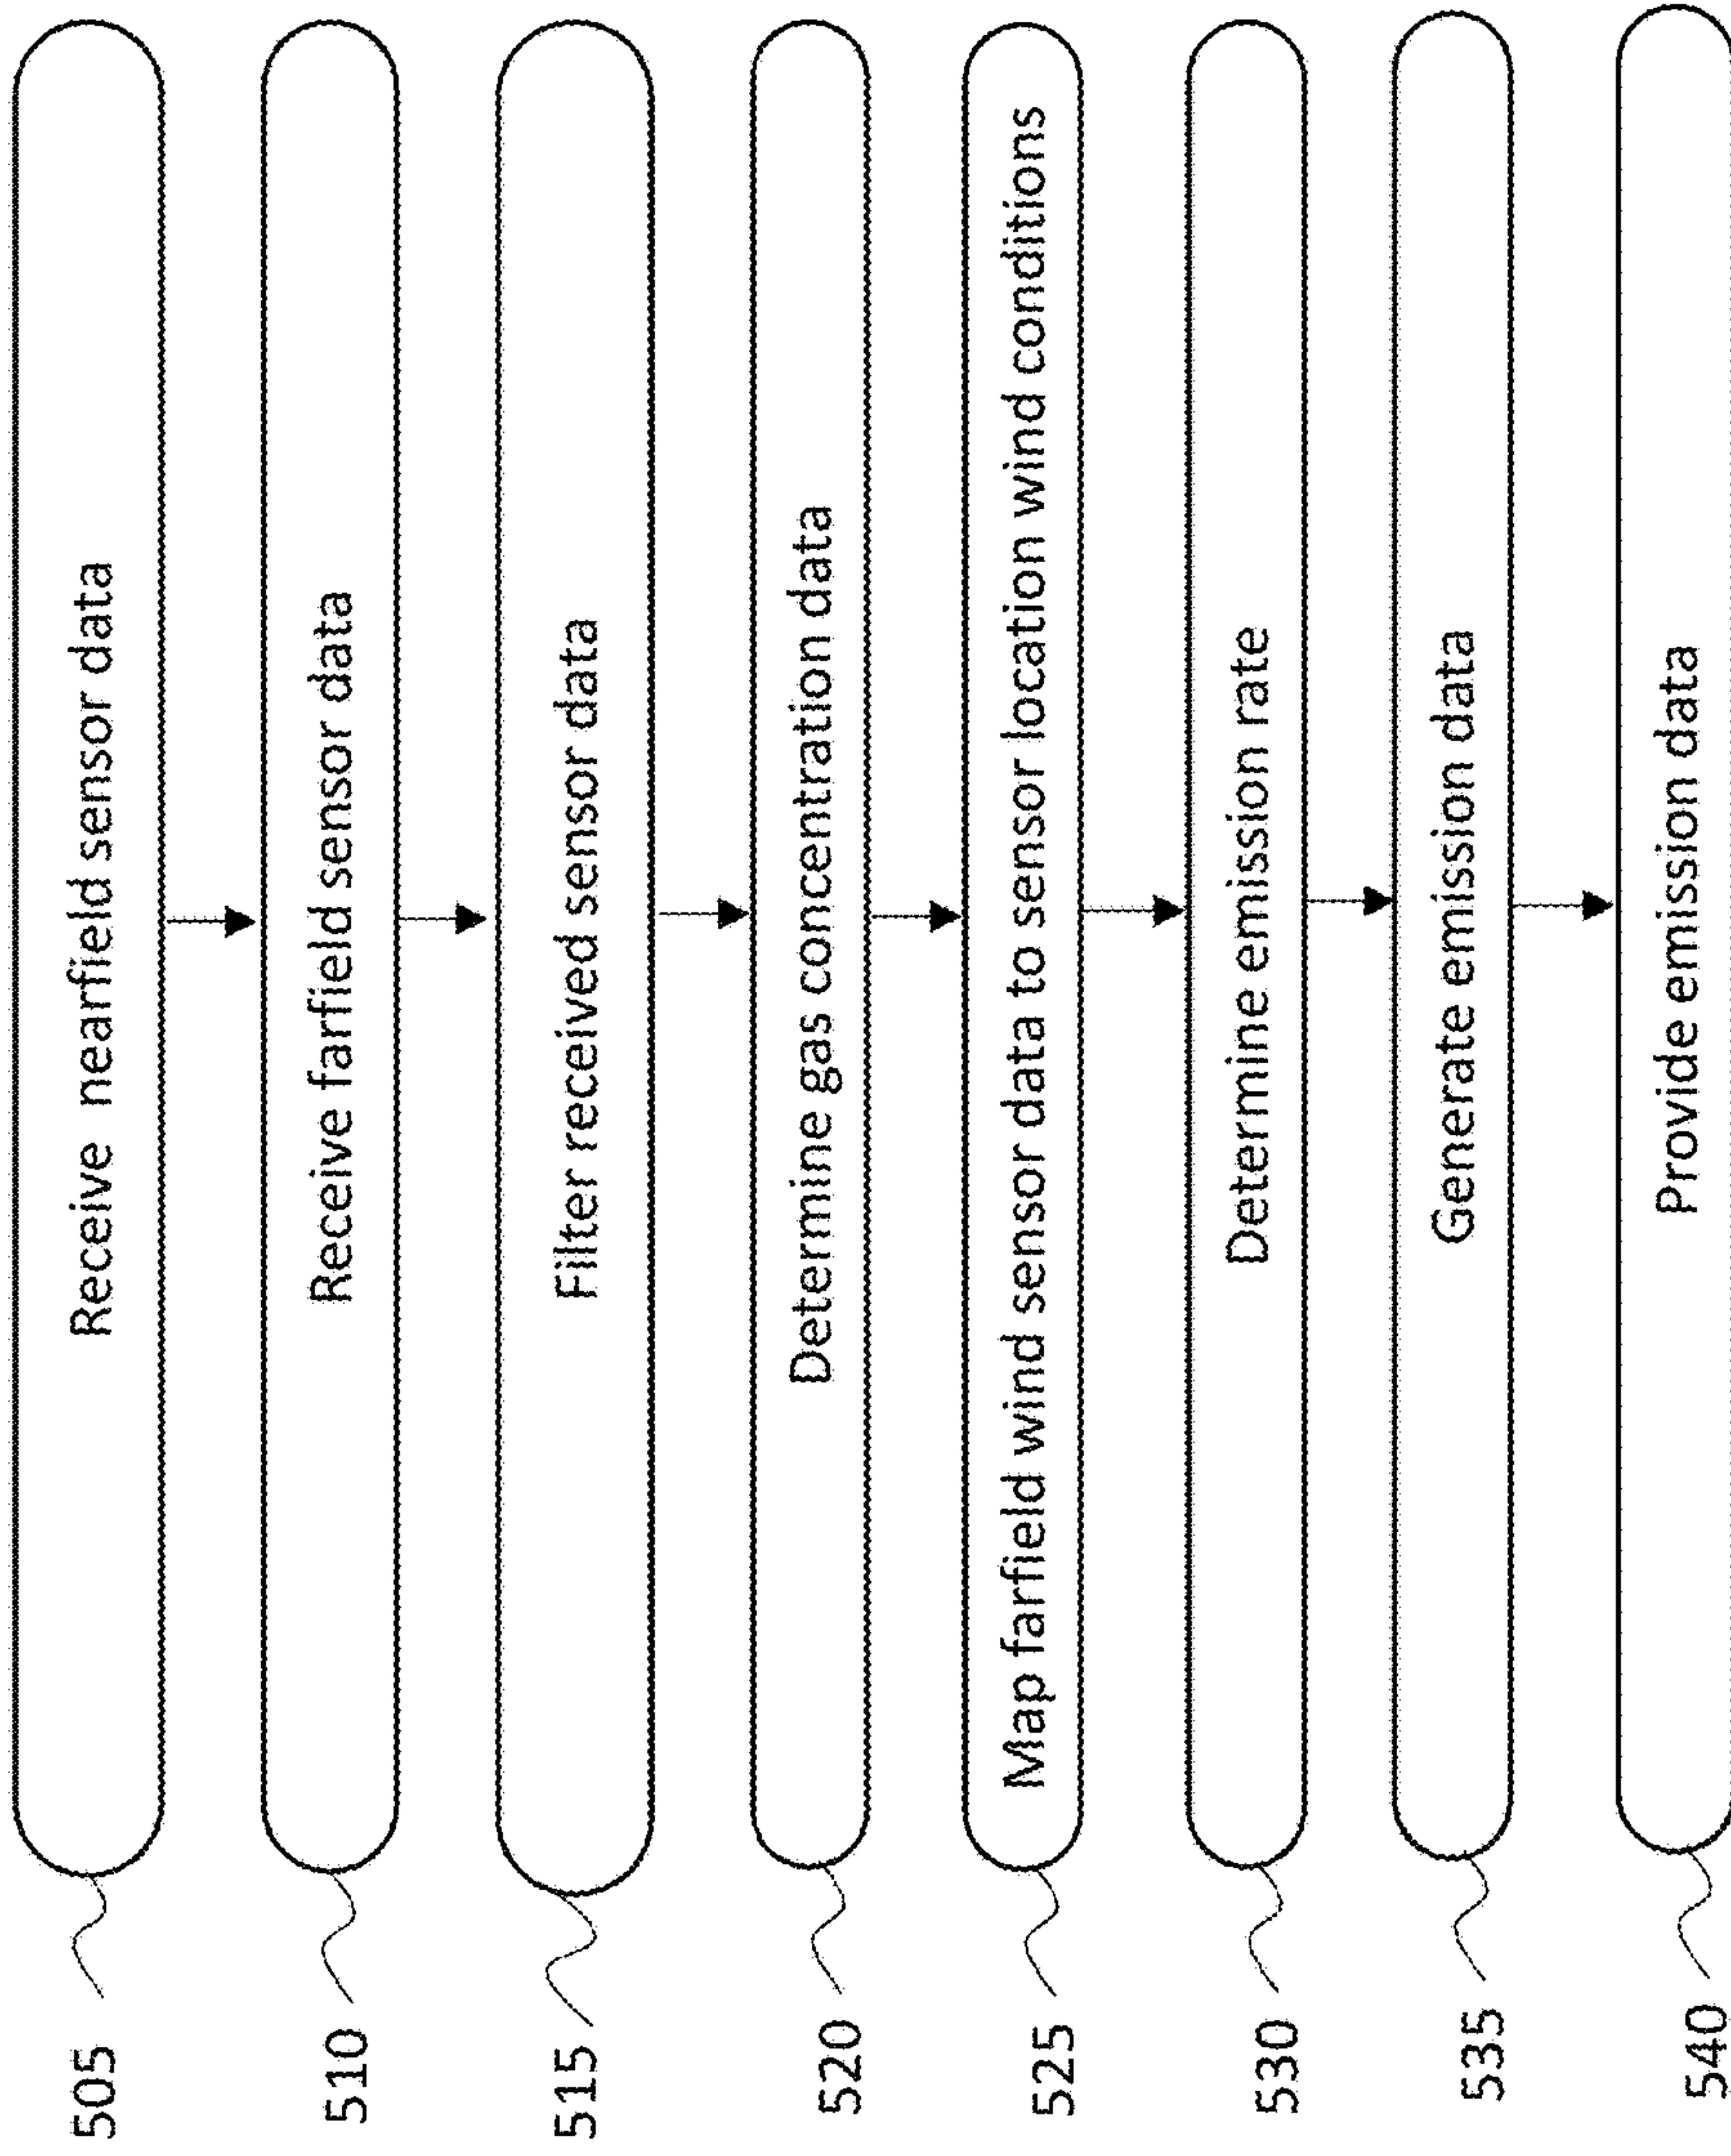 505 Receive nearfield sensor data
510 Receive farfield sensor data
515 Filter received sensor data
520 Determine gas concentration data
525 Map farfield wind sensor data to sensor location wind conditions
530 Determine emission rate
535 Generate emission data
540 Provide emission data